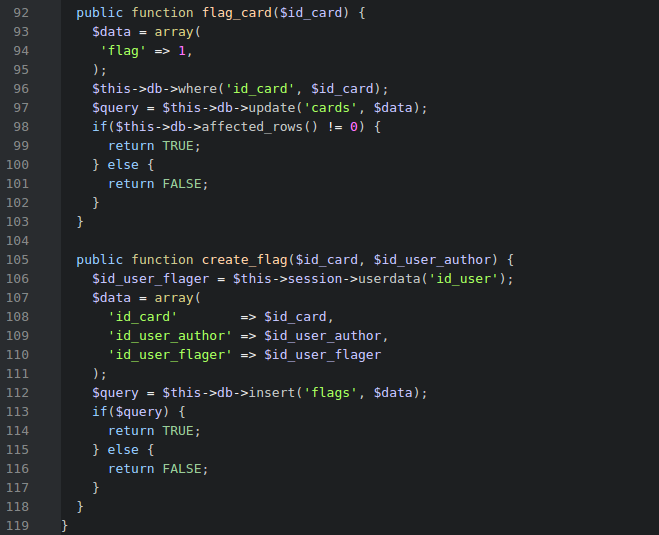 92 public function flag_card($id_card) {
93 $data = array(
94 'flag' => 1,
95 );
96 $this->db->where('id_card', $id_card);
97 $query = $this->db->update('cards', $data);
98 if($this->db->affected_rows() != 0) {
99 return TRUE;
100 } else {
101 return FALSE;
102 }
103 }
104
105 public function create_flag($id_card, $id_user_author) {
106 $id_user_flager = $this->session->userdata('id_user');
107 $data = array(
108 'id_card' => $id_card,
109 'id_user_author' => $id_user_author,
110 'id_user_flager' => $id_user_flager
111 );
112 $query = $this->db->insert('flags', $data);
113 if($query) {
114 return TRUE;
115 } else {
116 return FALSE;
117 }
118 }
119 }